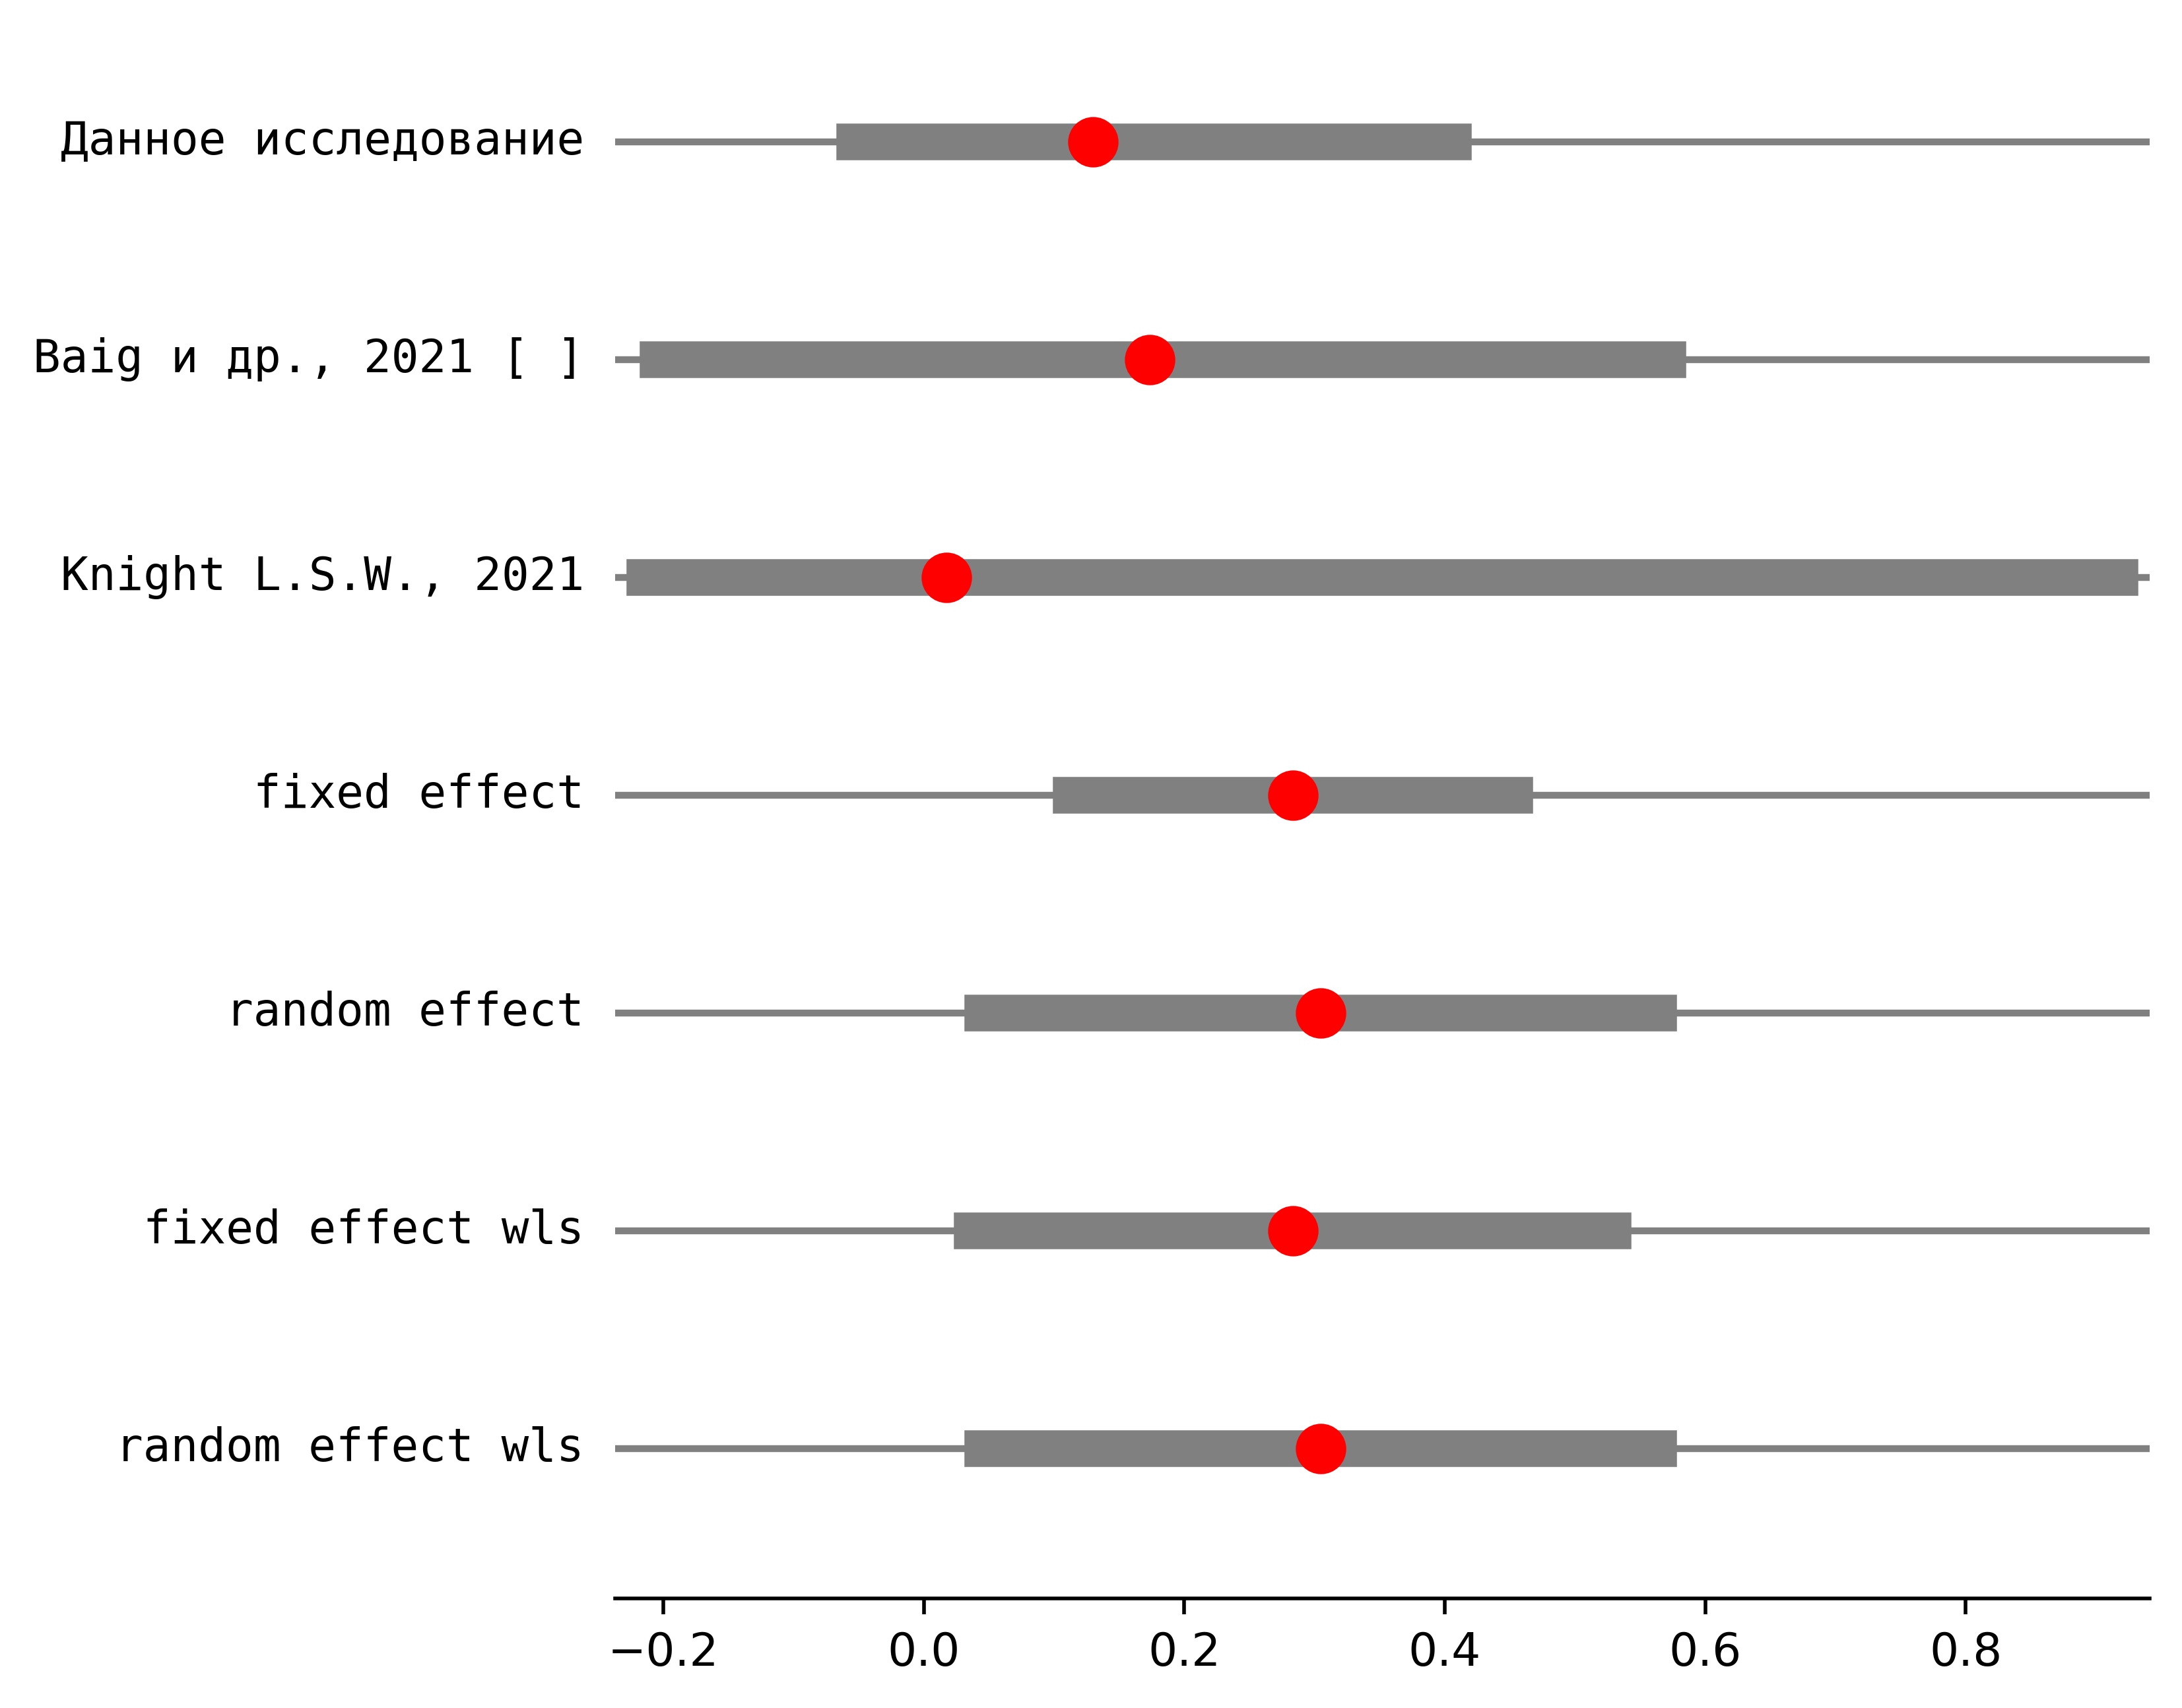 Данное исследование
Baig и др., 2021 [ ]
Knight L.S.W., 2021
fixed effect
random effect
fixed effect wls
random effect wls
−0.2 0.0 0.2 0.4 0.6 0.8